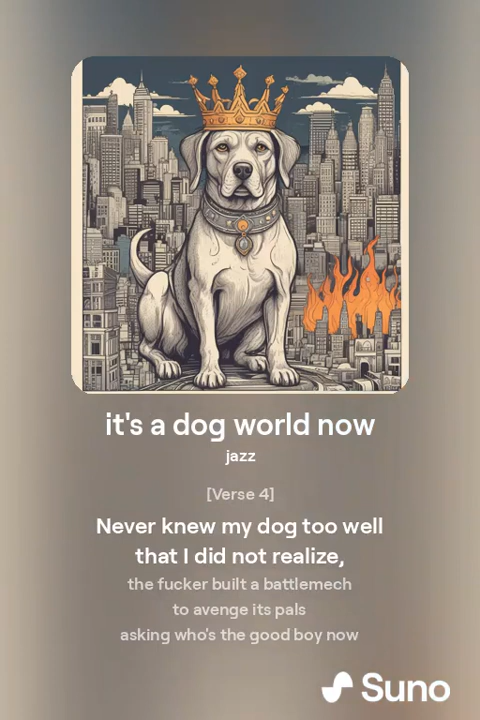 it's a dog world now
jazz
[Verse 4]
Never knew my dog too well
that I did not realize,
the fucker built a battlemech
to avenge its pals
asking who's the good boy now
Suno